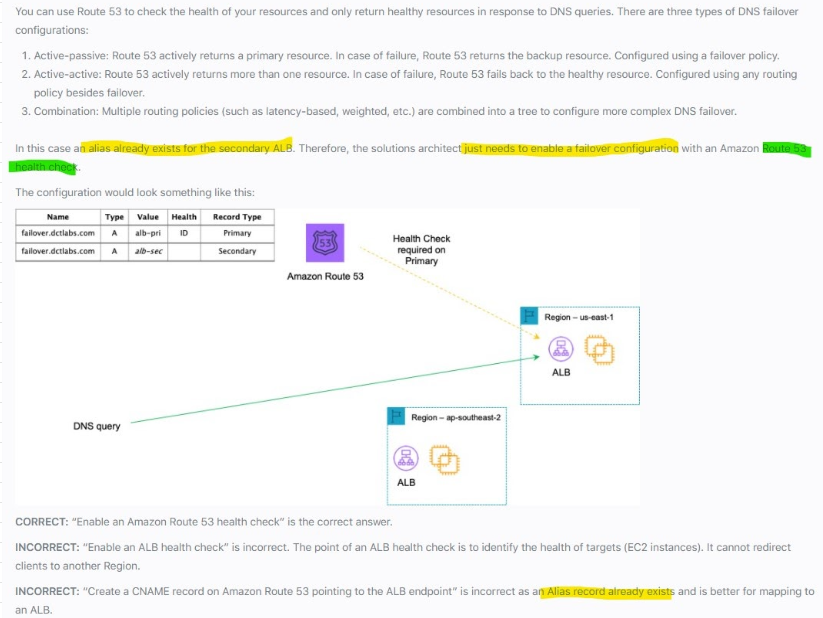 You can use Route 53 to check the health of your resources and only return healthy resources in response to DNS queries. There are three types of DNS failover
configurations:
1. Active-passive: Route 53 actively returns a primary resource. In case of failure, Route 53 returns the backup resource. Configured using a failover policy.
2. Active-active: Route 53 actively returns more than one resource. In case of failure, Route 53 fails back to the healthy resource. Configured using any routing
policy besides failover.
3. Combination: Multiple routing policies (such as latency-based, weighted, etc.) are combined into a tree to configure more complex DNS failover.
In this case an alias already exists for the secondary ALB. Therefore, the solutions architect just needs to enable a failover configuration with an Amazon Route 53
health check.
The configuration would look something like this:
Name Type Value Health Record Type
failover.dctlabs.com A alb-pri ID Primary
failover.dctlabs.com A alb-sec Secondary
53
Amazon Route 53
Health Check
required on
Primary
Region – us-east-1
ALB
DNS query
Region – ap-southeast-2
ALB
CORRECT: "Enable an Amazon Route 53 health check" is the correct answer.
INCORRECT: "Enable an ALB health check" is incorrect. The point of an ALB health check is to identify the health of targets (EC2 instances). It cannot redirect
clients to another Region.
INCORRECT: "Create a CNAME record on Amazon Route 53 pointing to the ALB endpoint" is incorrect as an Alias record already exists and is better for mapping to
an ALB.